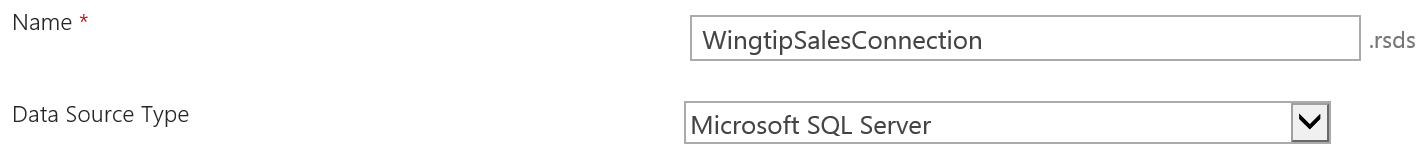 Name *
WingtipSalesConnection .rsds
Data Source Type
Microsoft SQL Server